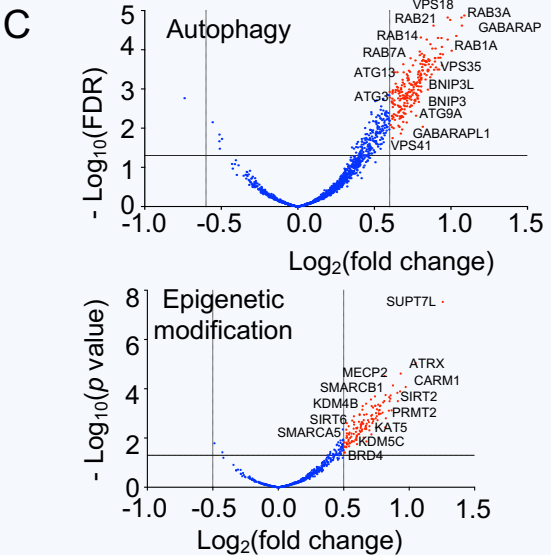 C
Autophagy
- Log10(FDR)
5
4
3
2
1
0
VPS18
RAB3A
RAB21
GABARAP
RAB14
RAB1A
RAB7A
VPS35
ATG13
BNIP3L
ATG3
BNIP3
ATG9A
GABARAPL1
VPS41
-1.0 -0.5 0.0 0.5 1.0 1.5
Log2(fold change)
Epigenetic
modification
- Log10(p value)
8
6
4
2
0
SUPT7L
ATRX
MECP2
CARM1
SMARCB1
SIRT2
KDM4B
PRMT2
SIRT6
KAT5
SMARCA5
KDM5C
BRD4
-1.0 -0.5 0.0 0.5 1.0 1.5
Log2(fold change)